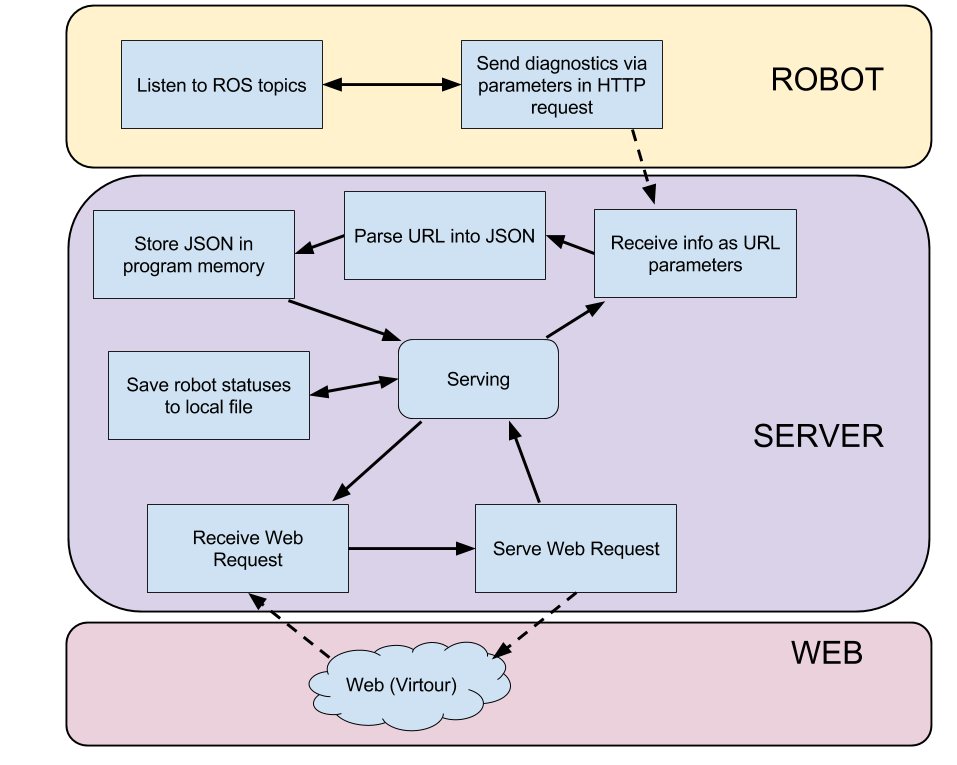 Listen to ROS topics
Send diagnostics via
parameters in HTTP
request
ROBOT
Store JSON in
program memory
Parse URL into JSON
Receive info as URL
parameters
Save robot statuses
to local file
Serving
SERVER
Receive Web
Request
Serve Web Request
WEB
Web (Virtour)